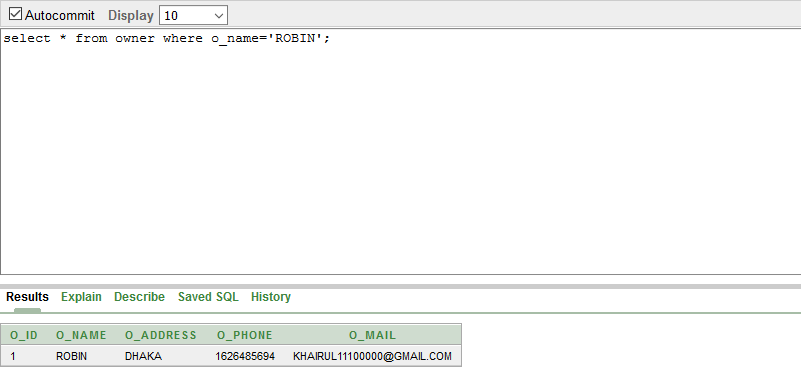 Autocommit Display 10
select * from owner where o_name='ROBIN';
Results Explain Describe Saved SQL History
O_ID O_NAME O_ADDRESS O_PHONE O_MAIL
1 ROBIN DHAKA 1626485694 KHAIRUL11100000@GMAIL.COM